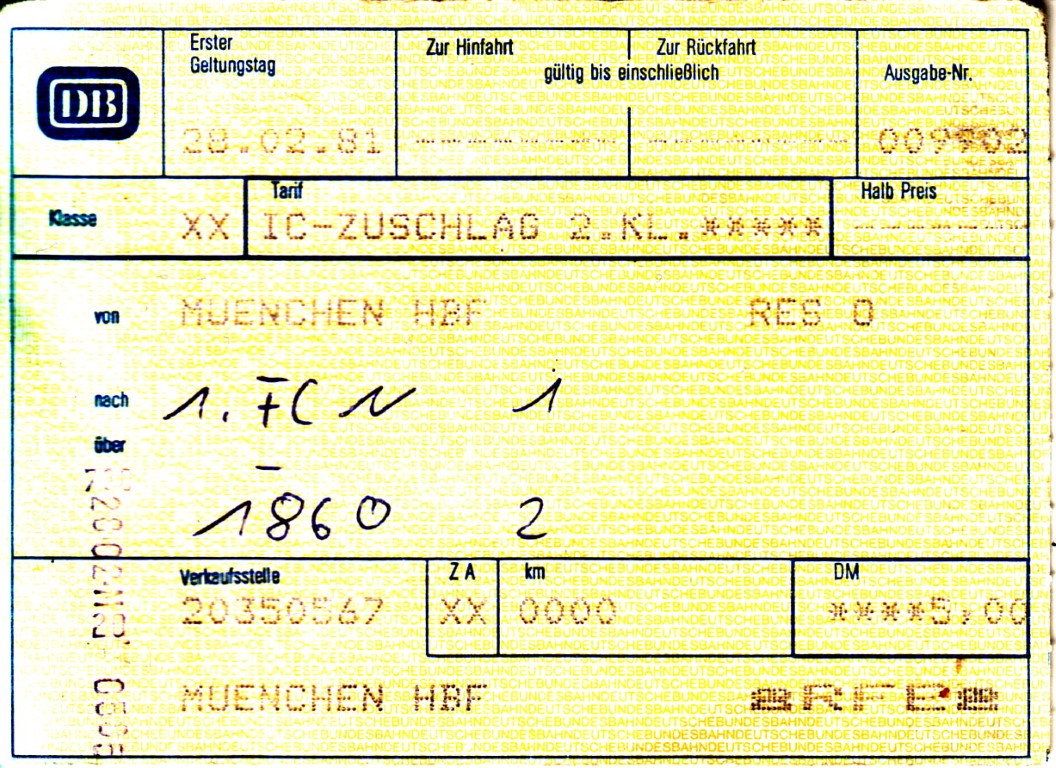 DB
Erster
Geltungstag
28.02.81
Zur Hinfahrt
Zur Rückfahrt
gültig bis einschließlich
Ausgabe-Nr.
Klasse
XX
Tarif
IC-ZUSCHLAG 2.KL.*****
Halb Preis
von MUENCHEN HBF RES 0
nach 1. FCN 1
über
1860 2
Verkaufsstelle
20350567
Z A
XX
km
0000
DM
****5,00
MUENCHEN HBF